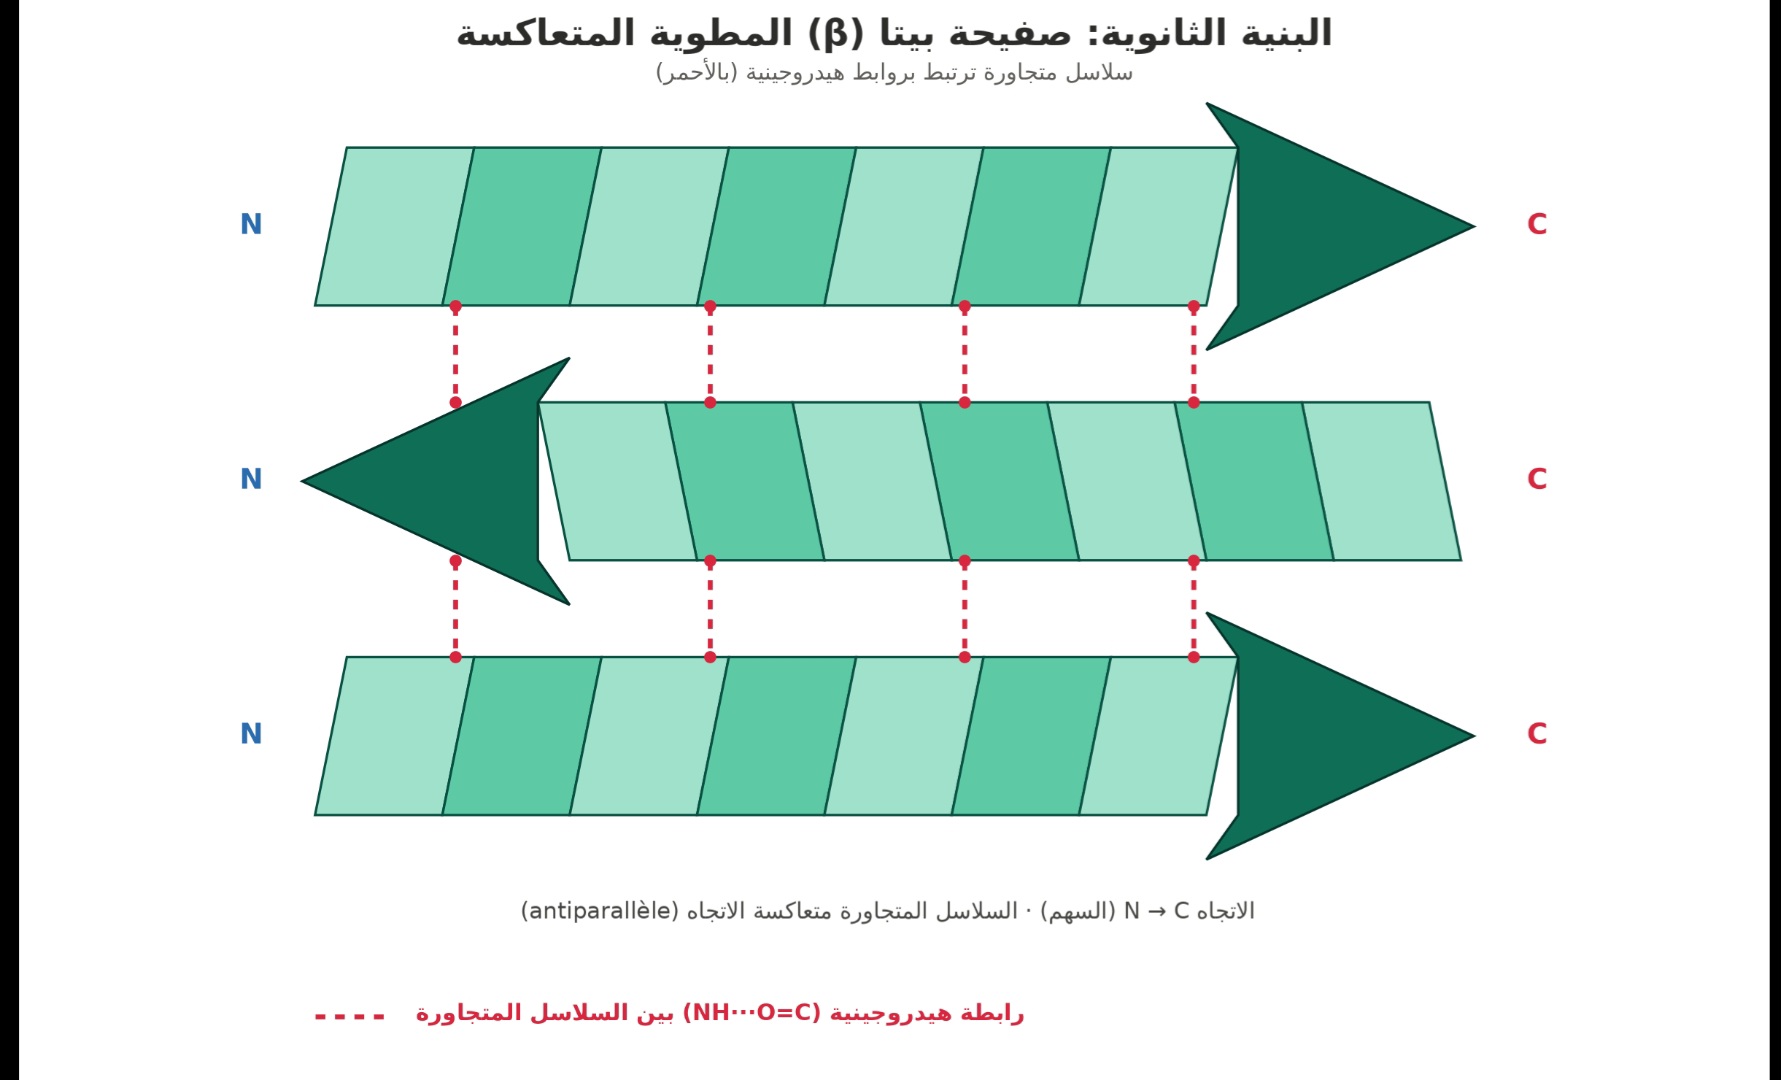 البنية الثانوية: صفيحة بيتا (β) المطوية المتعاكسة
سلاسل متجاورة ترتبط بروابط هيدروجينية (بالأحمر)
N
C
N
C
N
C
الاتجاه N → C (السهم) · السلاسل المتجاورة متعاكسة الاتجاه (antiparallèle)
رابطة هيدروجينية (NH···O=C) بين السلاسل المتجاورة